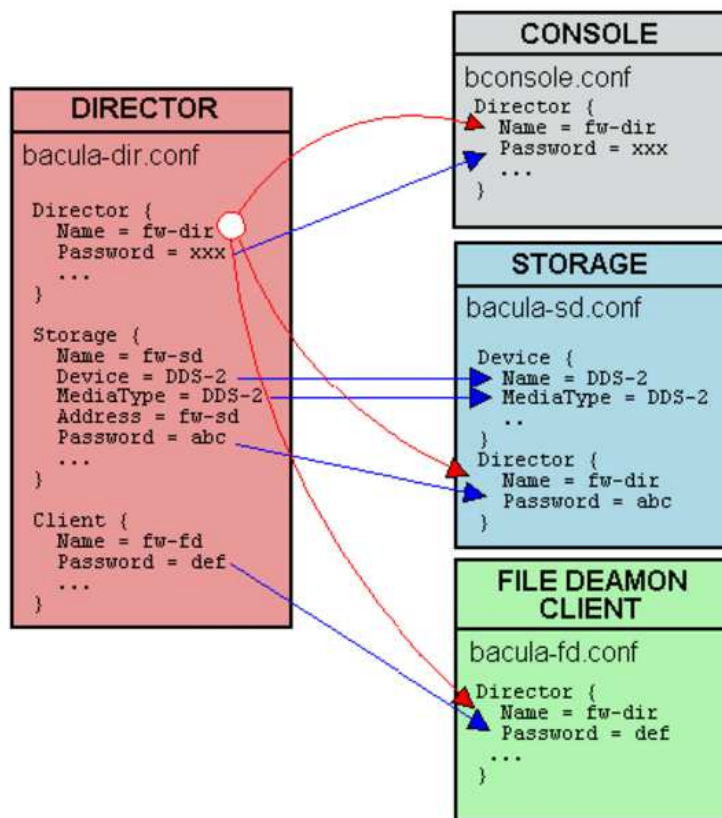 DIRECTOR
bacula-dir.conf
Director {
Name = fw-dir
Password = xxx
...
}
Storage {
Name = fw-sd
Device = DDS-2
MediaType = DDS-2
Address = fw-sd
Password = abc
...
}
Client {
Name = fw-fd
Password = def
...
}
CONSOLE
bconsole.conf
Director {
Name = fw-dir
Password = xxx
...
}
STORAGE
bacula-sd.conf
Device {
Name = DDS-2
MediaType = DDS-2
..
}
Director {
Name = fw-dir
Password = abc
}
FILE DEAMON
CLIENT
bacula-fd.conf
Director {
Name = fw-dir
Password = def
...
}